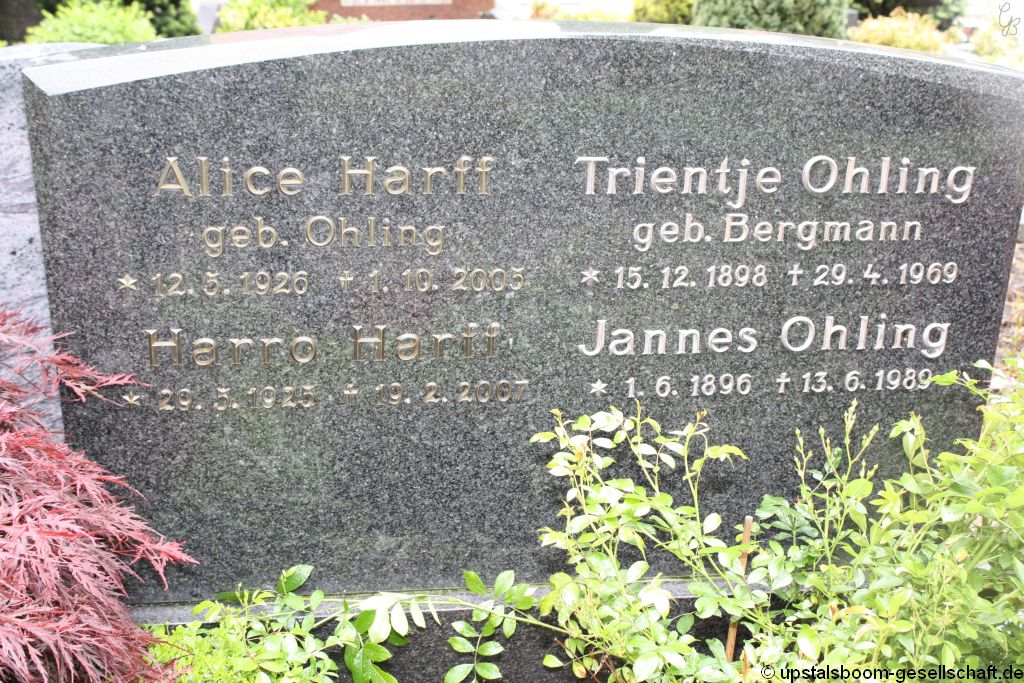 Alice Harff
geb. Ohling
* 12. 5. 1926 † 1. 10. 2005
Harro Harff
* 29. 5. 1925 † 19. 2. 2007
Trientje Ohling
geb. Bergmann
* 15. 12. 1898 † 29. 4. 1969
Jannes Ohling
* 1. 6. 1896 † 13. 6. 1989
GB
© upstalsboom-gesellschaft.de